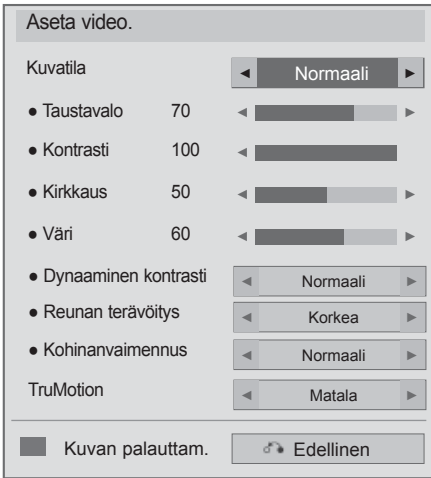 Aseta video.
Kuvatila ◄ Normaali ►
● Taustavalo 70 ◄ ►
● Kontrasti 100 ◄
● Kirkkaus 50 ◄ ►
● Väri 60 ◄ ►
● Dynaaminen kontrasti ◄ Normaali ►
● Reunan terävöitys ◄ Korkea ►
● Kohinanvaimennus ◄ Normaali ►
TruMotion ◄ Matala ►
Kuvan palauttam. Edellinen